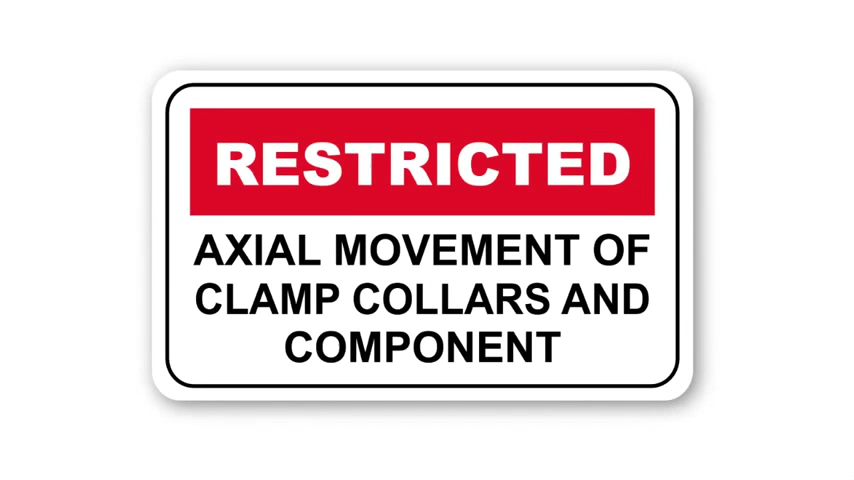 RESTRICTED
AXIAL MOVEMENT OF
CLAMP COLLARS AND
COMPONENT